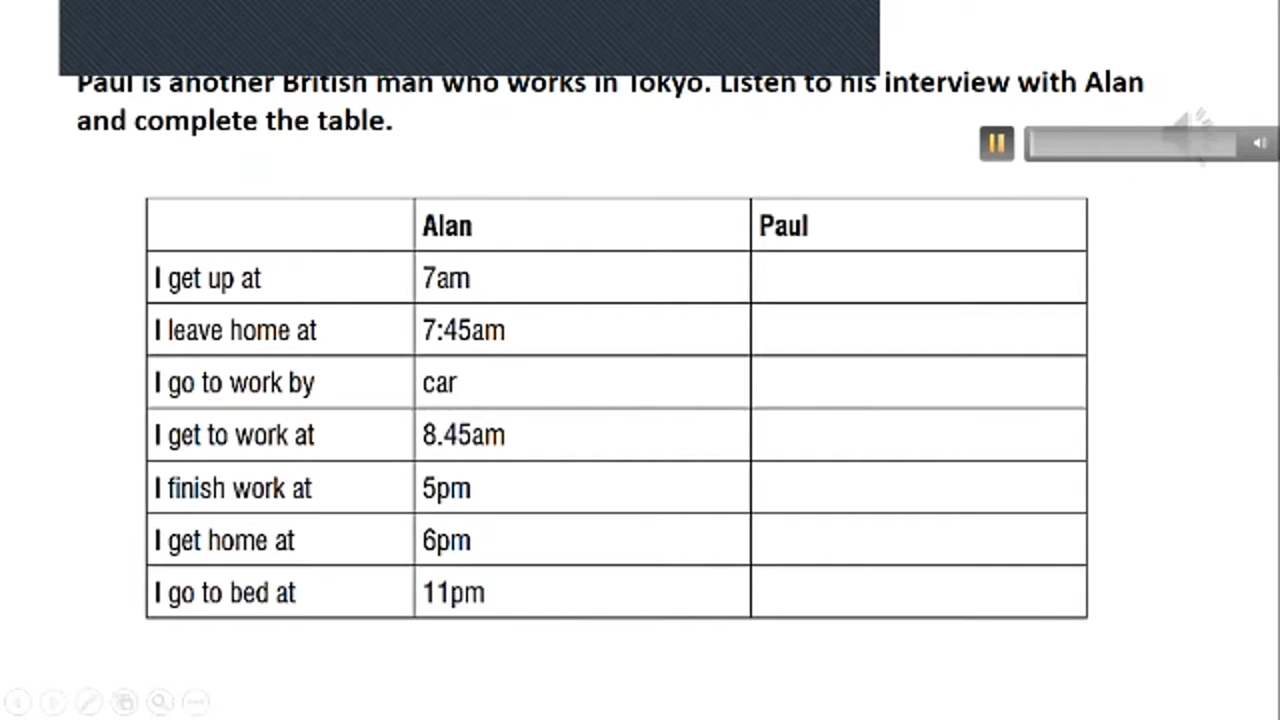 Paul is another British man who works in Tokyo. Listen to his interview with Alan
and complete the table.
Alan Paul
I get up at 7am
I leave home at 7:45am
I go to work by car
I get to work at 8.45am
I finish work at 5pm
I get home at 6pm
I go to bed at 11pm